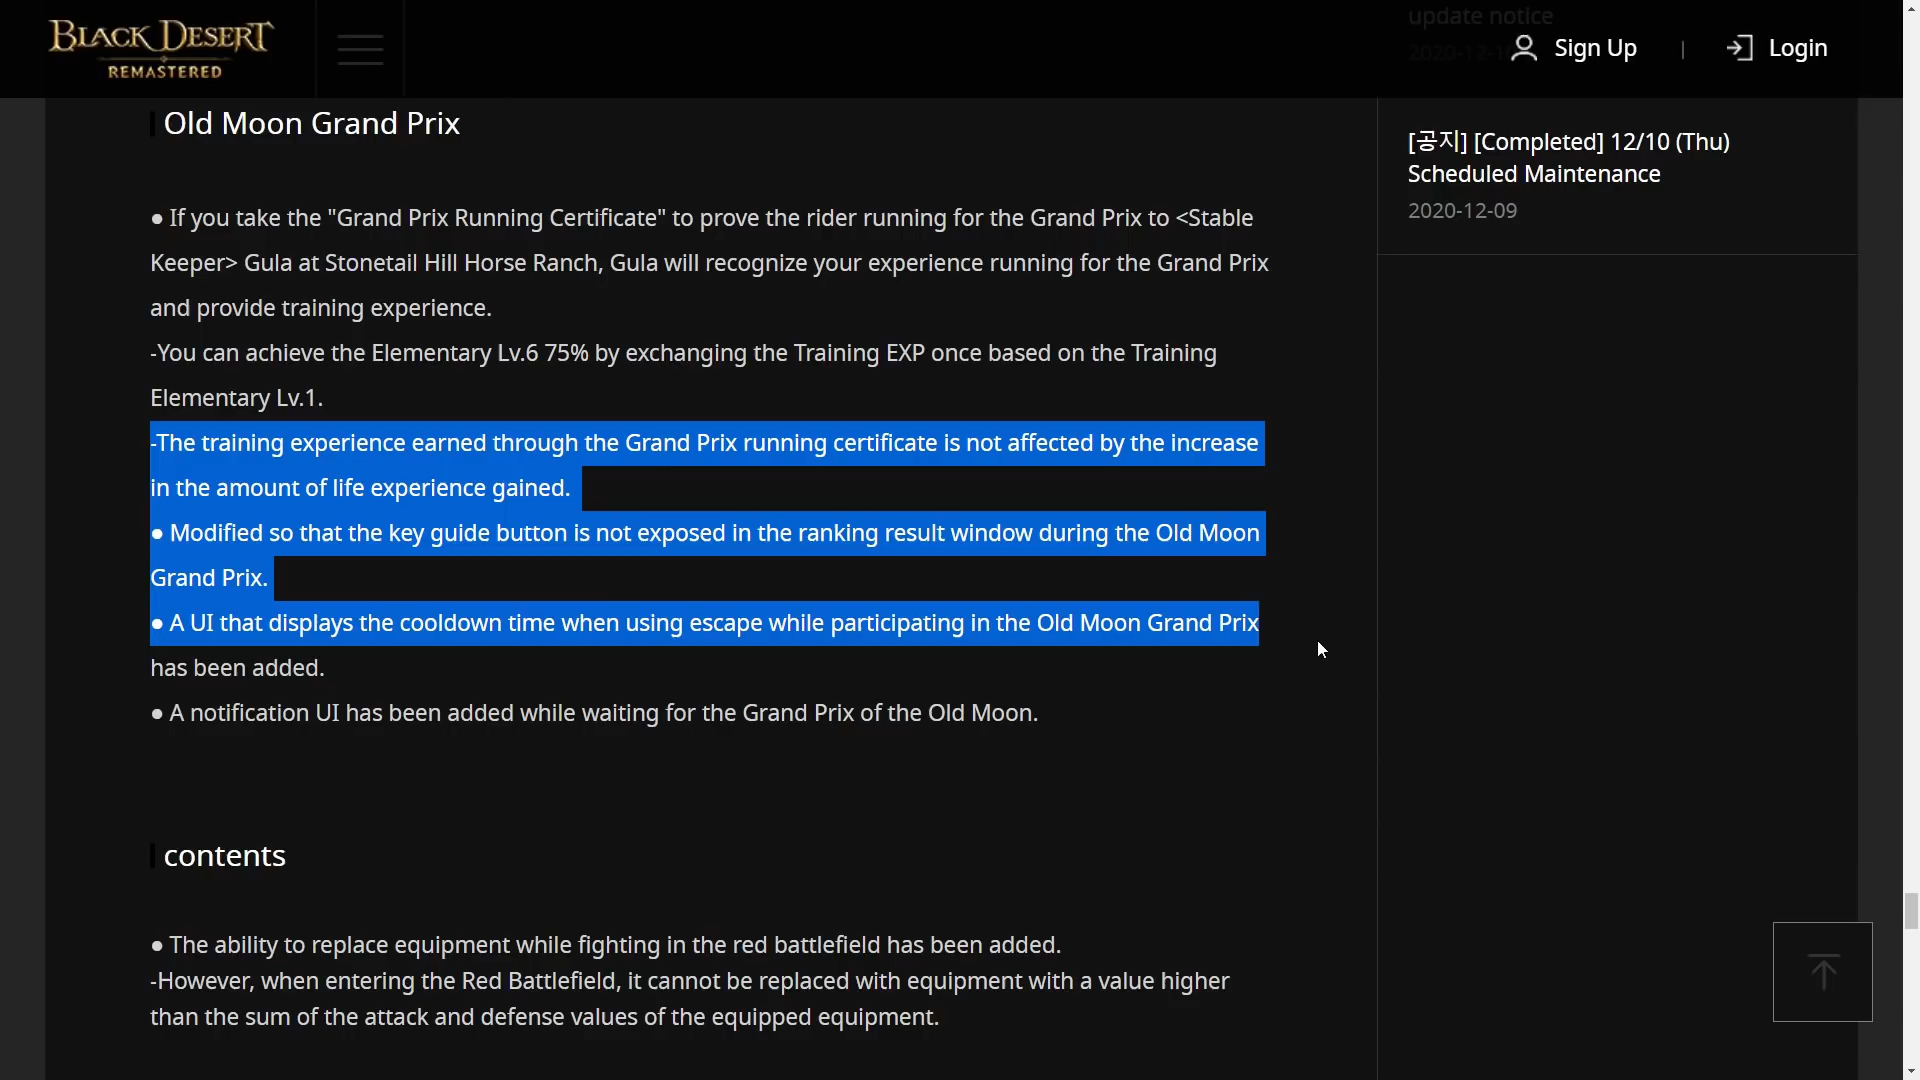 BLACK DESERT
REMASTERED
update notice
Sign Up
|
Login
Old Moon Grand Prix
[공지] [Completed] 12/10 (Thu)
Scheduled Maintenance
2020-12-09
● If you take the "Grand Prix Running Certificate" to prove the rider running for the Grand Prix to <Stable
Keeper> Gula at Stonetail Hill Horse Ranch, Gula will recognize your experience running for the Grand Prix
and provide training experience.
-You can achieve the Elementary Lv.6 75% by exchanging the Training EXP once based on the Training
Elementary Lv.1.
-The training experience earned through the Grand Prix running certificate is not affected by the increase
in the amount of life experience gained.
● Modified so that the key guide button is not exposed in the ranking result window during the Old Moon
Grand Prix.
● A UI that displays the cooldown time when using escape while participating in the Old Moon Grand Prix
has been added.
● A notification UI has been added while waiting for the Grand Prix of the Old Moon.
contents
● The ability to replace equipment while fighting in the red battlefield has been added.
-However, when entering the Red Battlefield, it cannot be replaced with equipment with a value higher
than the sum of the attack and defense values of the equipped equipment.